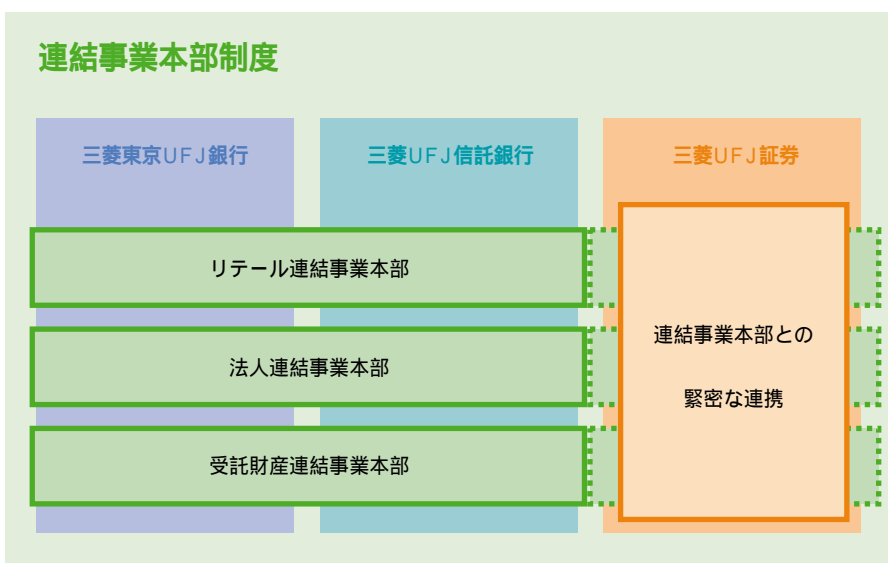 連結事業本部制度
三菱東京UFJ銀行
三菱UFJ信託銀行
三菱UFJ証券
リテール連結事業本部
法人連結事業本部
受託財産連結事業本部
連結事業本部との
緊密な連携